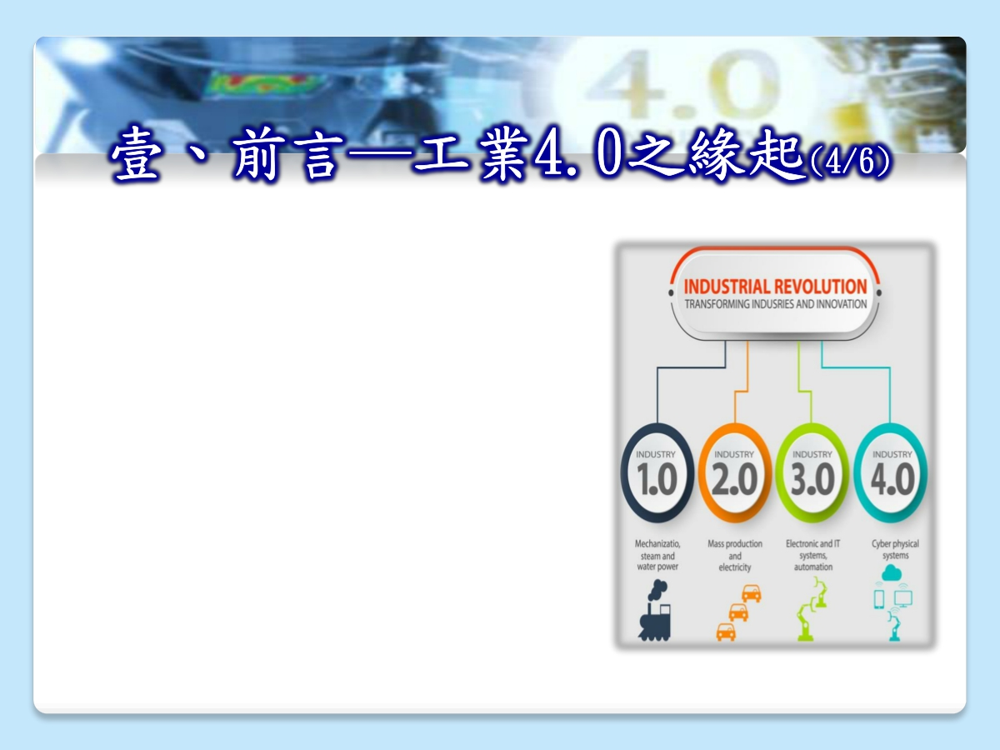 4.0
壹、前言—工業4.0之緣起(4/6)
INDUSTRIAL REVOLUTION
TRANSFORMING INDUSRIES AND INNOVATION
INDUSTRY
1.0
INDUSTRY
2.0
INDUSTRY
3.0
INDUSTRY
4.0
Mechanizatio,
steam and
water power
Mass production
and
electricity
Electronic and IT
systems,
automation
Cyber physical
systems